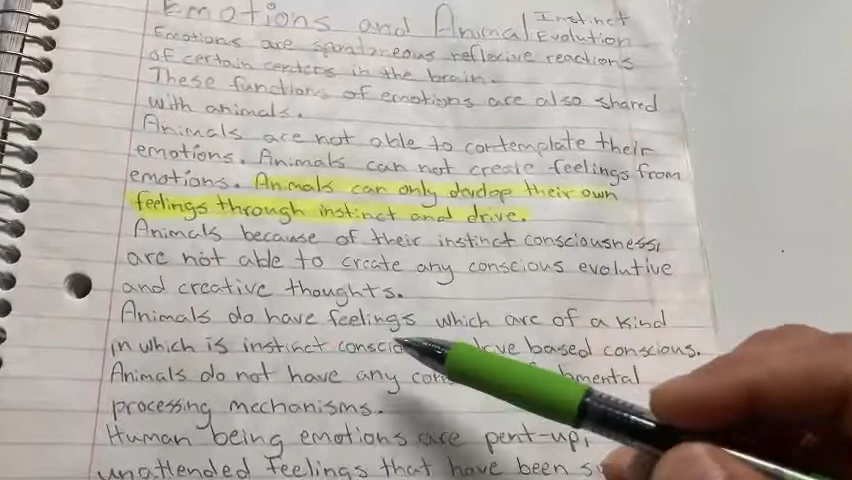 Emotions and Animal Instinct
Evolution
Emotions are spontaneous reflexive reactions
of certain centers in the brain.
These functions of emotions are also shared
with animals.
Animals are not able to contemplate their
emotions. Animals can not create feelings from
emotions. Animals can only develop their own
feelings through instinct and drive.
Animals because of their instinct consciousness,
are not able to create any conscious evolutive
and creative thoughts.
Animals do have feelings which are of a kind
in which is instinct based conscious.
Animals do not have any
processing mechanisms.
Human being emotions are pent-up,
unattended feelings that have been